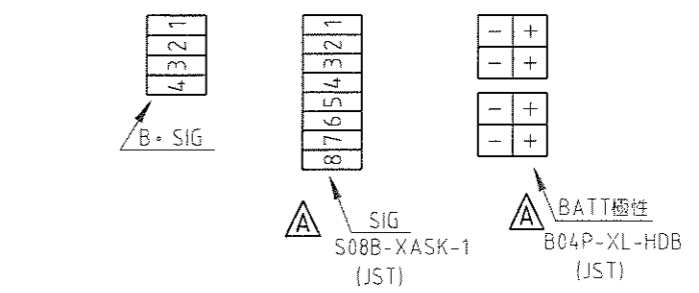 1
2
3
4
B・SIG
1
2
3
4
5
6
7
8
A
SIG
S08B-XASK-1
(JST)
- +
- +
- +
- +
A
BATT極性
B04P-XL-HDB
(JST)